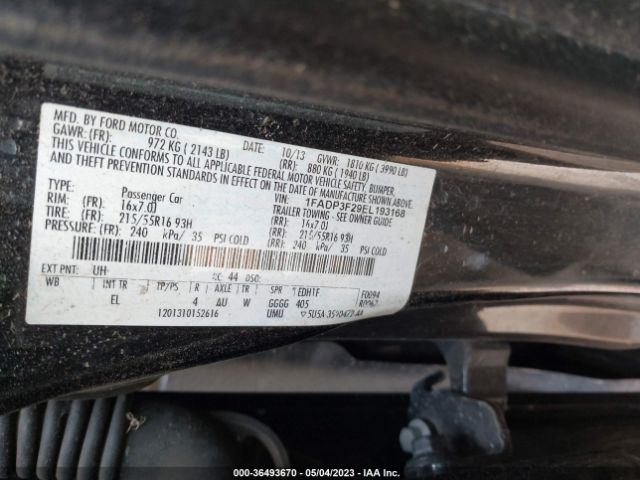 MFD. BY FORD MOTOR CO.
DATE: 10/13 GVWR: 1810 KG ( 3990 LB)
GAWR: (FR): 972 KG ( 2143 LB) (RR): 880 KG ( 1940 LB)
THIS VEHICLE CONFORMS TO ALL APPLICABLE FEDERAL MOTOR VEHICLE SAFETY, BUMPER,
AND THEFT PREVENTION STANDARDS IN EFFECT ON THE DATE OF MANUFACTURE SHOWN ABOVE.
VIN: 1FADP3F29EL193168
TYPE: Passenger Car TRAILER TOWING - SEE OWNER GUIDE
RIM: (FR) 16x7.0J (RR) 16x7.0J
TIRE: (FR) 215/55R16 93H (RR) 215/55R16 93H
PRESSURE: (FR) 240 kPa/ 35 PSI COLD (RR) 240 kPa/ 35 PSI COLD
EXT PNT: UH RC: 44 DSO:
WB INT TR TP/PS R AXLE TR SPR EDH1F F0094
EL 4 AU W GGGG 405
1201310152616 UMU
000-36493670 - 05/04/2023 - IAA Inc.